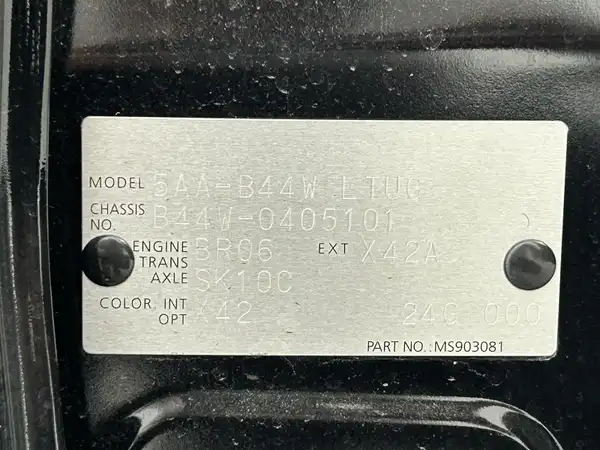 MODEL 5AA-B44W LTUC
CHASSIS NO. B44W-0405101
ENGINE BR06 EXT X42A
TRANS AXLE SK10C
COLOR INT OPT X42 24G 000
PART NO.: MS903081